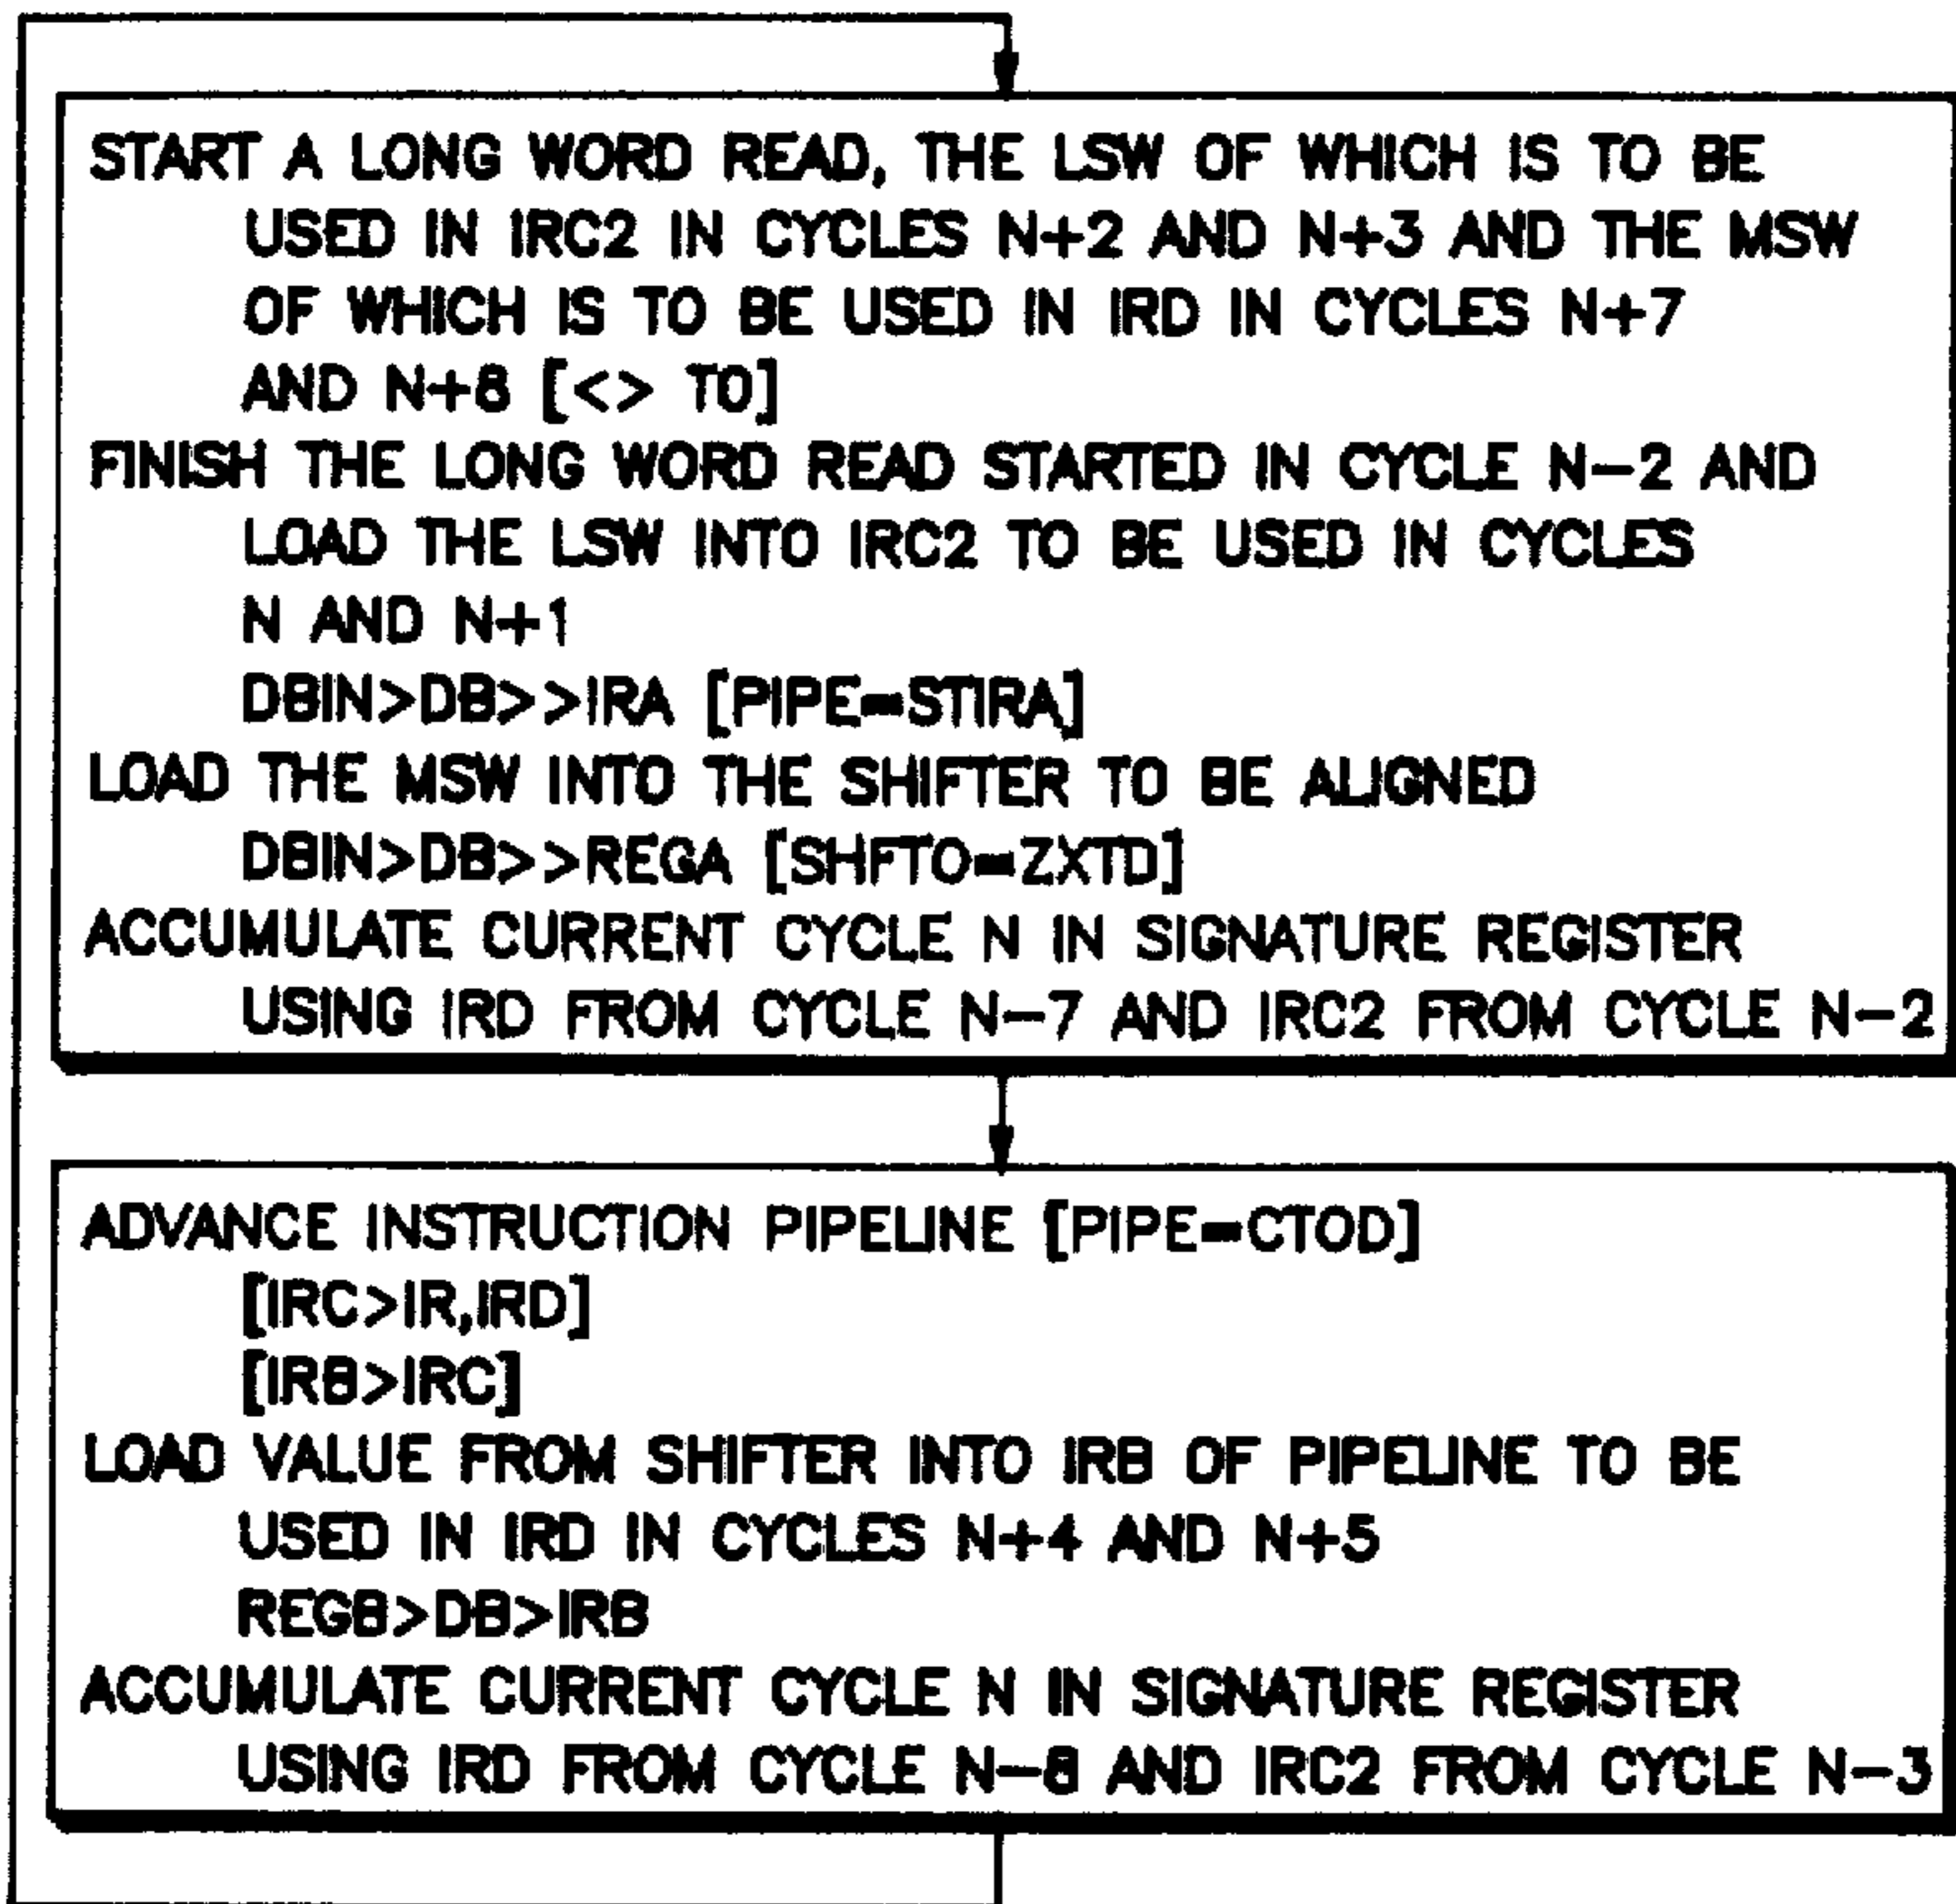 START A LONG WORD READ, THE LSW OF WHICH IS TO BE
USED IN IRC2 IN CYCLES N+2 AND N+3 AND THE MSW
OF WHICH IS TO BE USED IN IRD IN CYCLES N+7
AND N+8 [<> T0]
FINISH THE LONG WORD READ STARTED IN CYCLE N-2 AND
LOAD THE LSW INTO IRC2 TO BE USED IN CYCLES
N AND N+1
DBIN>DB>>IRA [PIPE=STIRA]
LOAD THE MSW INTO THE SHIFTER TO BE ALIGNED
DBIN>DB>>REGA [SHFTO=ZXTD]
ACCUMULATE CURRENT CYCLE N IN SIGNATURE REGISTER
USING IRD FROM CYCLE N-7 AND IRC2 FROM CYCLE N-2
ADVANCE INSTRUCTION PIPELINE [PIPE=CTOD]
[IRC>IR,IRD]
[IRB>IRC]
LOAD VALUE FROM SHIFTER INTO IRB OF PIPELINE TO BE
USED IN IRD IN CYCLES N+4 AND N+5
REGB>DB>IRB
ACCUMULATE CURRENT CYCLE N IN SIGNATURE REGISTER
USING IRD FROM CYCLE N-8 AND IRC2 FROM CYCLE N-3